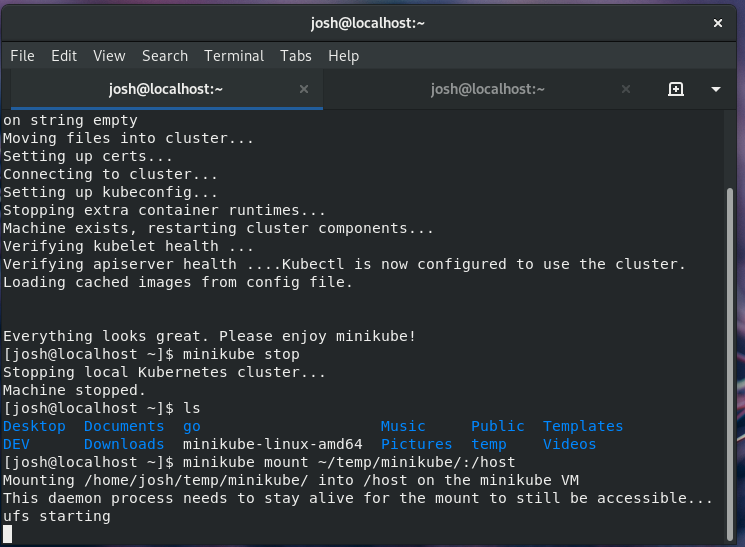 josh@localhost:~
File Edit View Search Terminal Tabs Help
josh@localhost:~ josh@localhost:~
on string empty
Moving files into cluster...
Setting up certs...
Connecting to cluster...
Setting up kubeconfig...
Stopping extra container runtimes...
Machine exists, restarting cluster components...
Verifying kubelet health ...
Verifying apiserver health ....Kubectl is now configured to use the cluster.
Loading cached images from config file.
Everything looks great. Please enjoy minikube!
[josh@localhost ~]$ minikube stop
Stopping local Kubernetes cluster...
Machine stopped.
[josh@localhost ~]$ ls
Desktop Documents go Music Public Templates
DEV Downloads minikube-linux-amd64 Pictures temp Videos
[josh@localhost ~]$ minikube mount ~/temp/minikube/:/host
Mounting /home/josh/temp/minikube/ into /host on the minikube VM
This daemon process needs to stay alive for the mount to still be accessible...
ufs starting